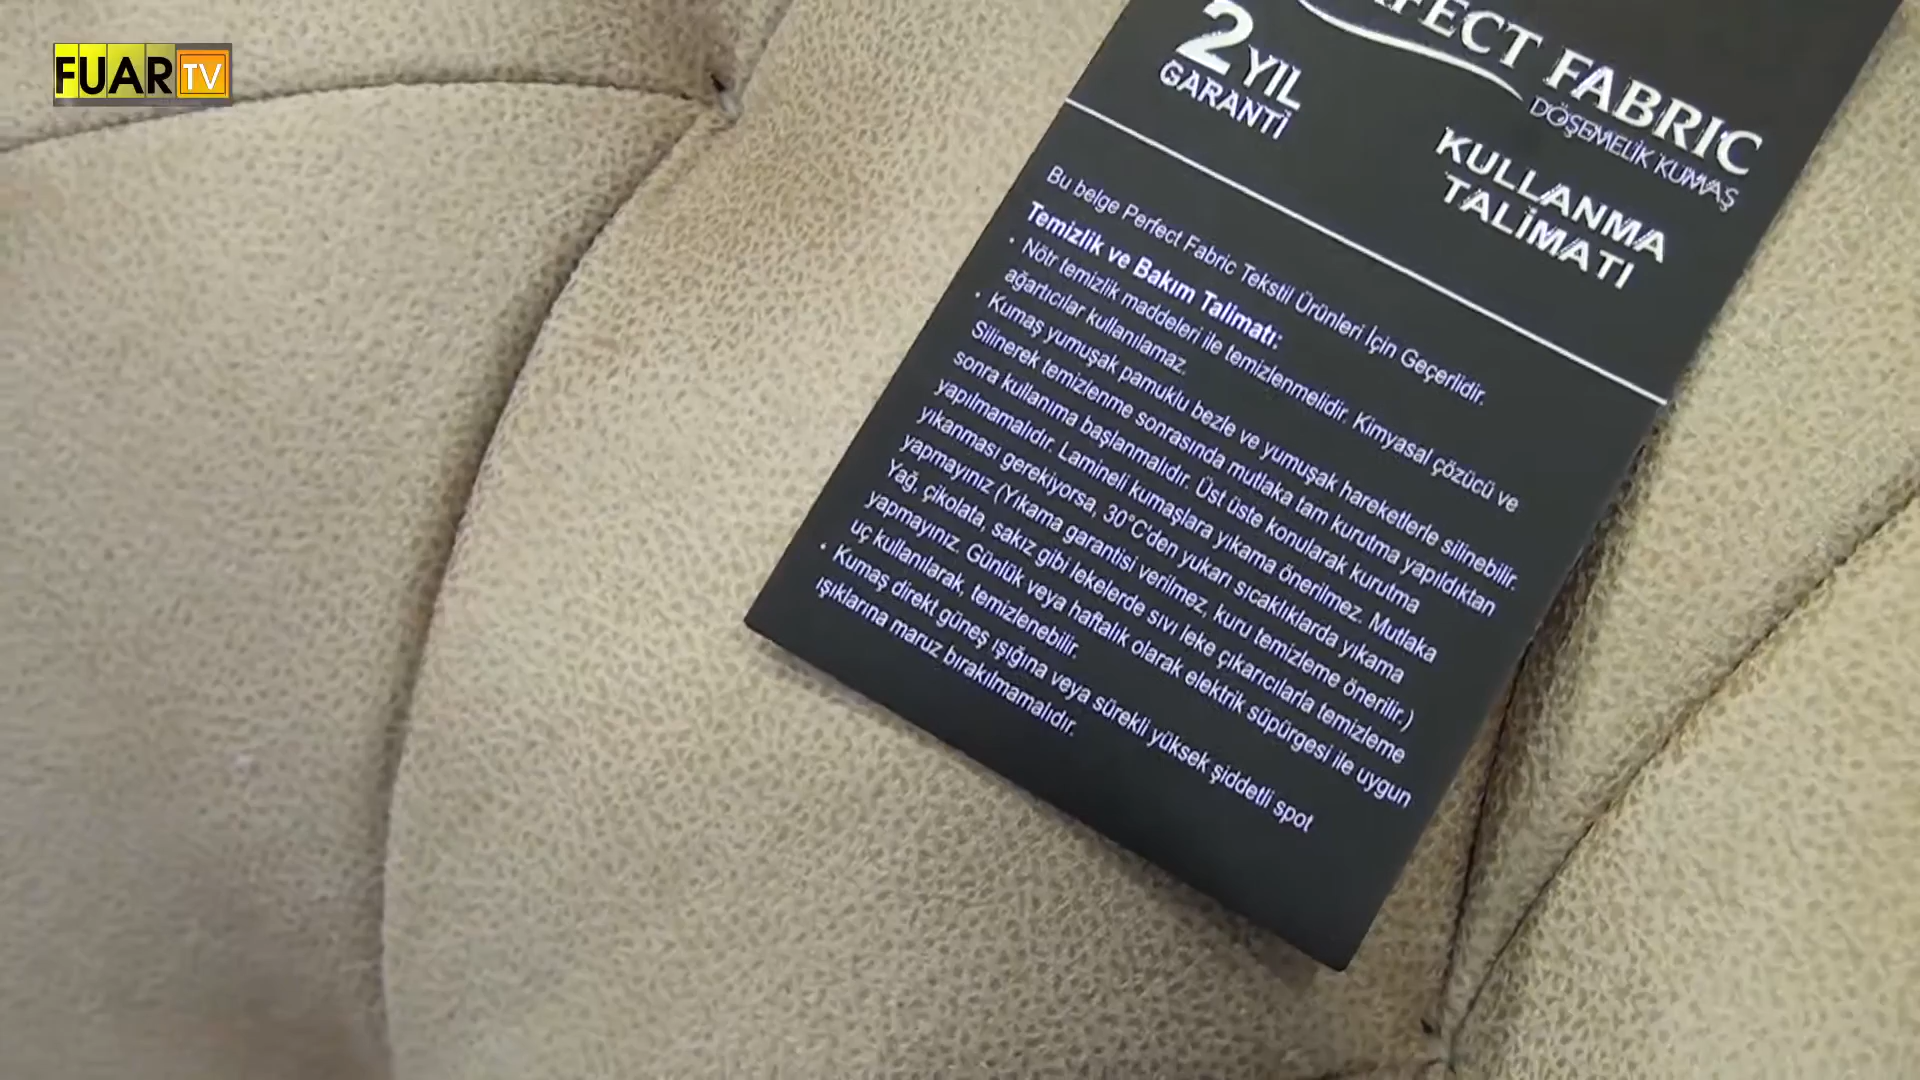 FUAR TV
FECT FABRIC
DÖŞEMELİK KUMAŞ
2 YIL
GARANTİ
KULLANMA
TALİMATI
Bu belge Perfect Fabric Tekstil Ürünleri İçin Geçerlidir.
Temizlik ve Bakım Talimatı:
• Nötr temizlik maddeleri ile temizlenmelidir. Kimyasal çözücü ve
ağartıcılar kullanılamaz.
• Kumaş yumuşak pamuklu bezle ve yumuşak hareketlerle silinebilir.
Silinerek temizlenme sonrasında mutlaka tam kurutma yapıldıktan
sonra kullanıma başlanmalıdır. Üst üste konularak kurutma
yapılmamalıdır. Lamineli kumaşlara yıkama önerilmez. Mutlaka
yıkanması gerekiyorsa, 30°C'den yukarı sıcaklıklarda yıkama
yapmayınız (Yıkama garantisi verilmez, kuru temizleme önerilir.)
Yağ, çikolata, sakız gibi lekelerde sıvı leke çıkarıcılarla temizleme
yapmayınız. Günlük veya haftalık olarak elektrik süpürgesi ile uygun
uç kullanılarak, temizlenebilir.
• Kumaş direkt güneş ışığına veya sürekli yüksek şiddetli spot
ışıklarına maruz bırakılmamalıdır.